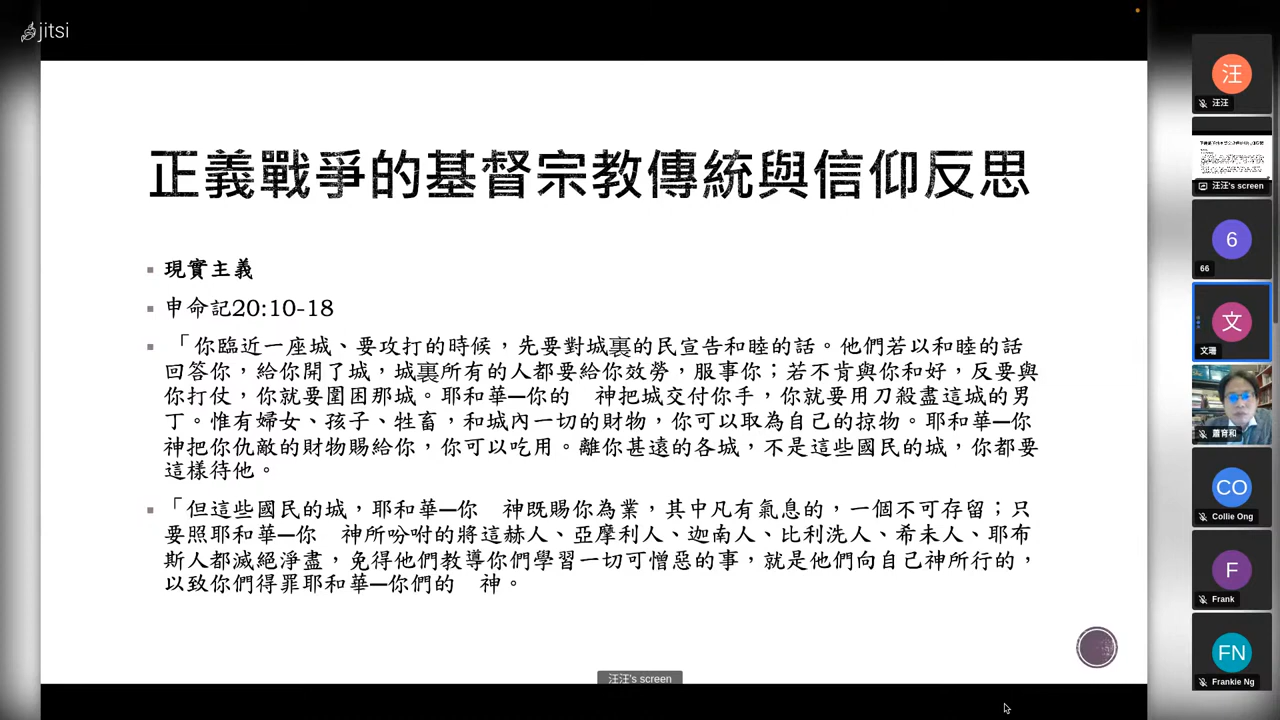 jitsi
正義戰爭的基督宗教傳統與信仰反思
現實主義
申命記20:10-18
「你臨近一座城、要攻打的時候，先要對城裏的民宣告和睦的話。他們若以和睦的話
回答你，給你開了城，城裏所有的人都要給你效勞，服事你；若不肯與你和好，反要與
你打仗，你就要圍困那城。耶和華—你的　神把城交付你手，你就要用刀殺盡這城的男
丁。惟有婦女、孩子、牲畜，和城內一切的財物，你可以取為自己的掠物。耶和華—你
神把你仇敵的財物賜給你，你可以吃用。離你甚遠的各城，不是這些國民的城，你都要
這樣待他。
「但這些國民的城，耶和華—你　神既賜你為業，其中凡有氣息的，一個不可存留；只
要照耶和華—你　神所吩咐的將這赫人、亞摩利人、迦南人、比利洗人、希未人、耶布
斯人都滅絕淨盡，免得他們教導你們學習一切可憎惡的事，就是他們向自己神所行的，
以致你們得罪耶和華—你們的　神。
汪汪's screen
汪
汪汪
汪汪's screen
6
66
文
文珊
蕭育和
CO
Collie Ong
F
Frank
FN
Frankie Ng